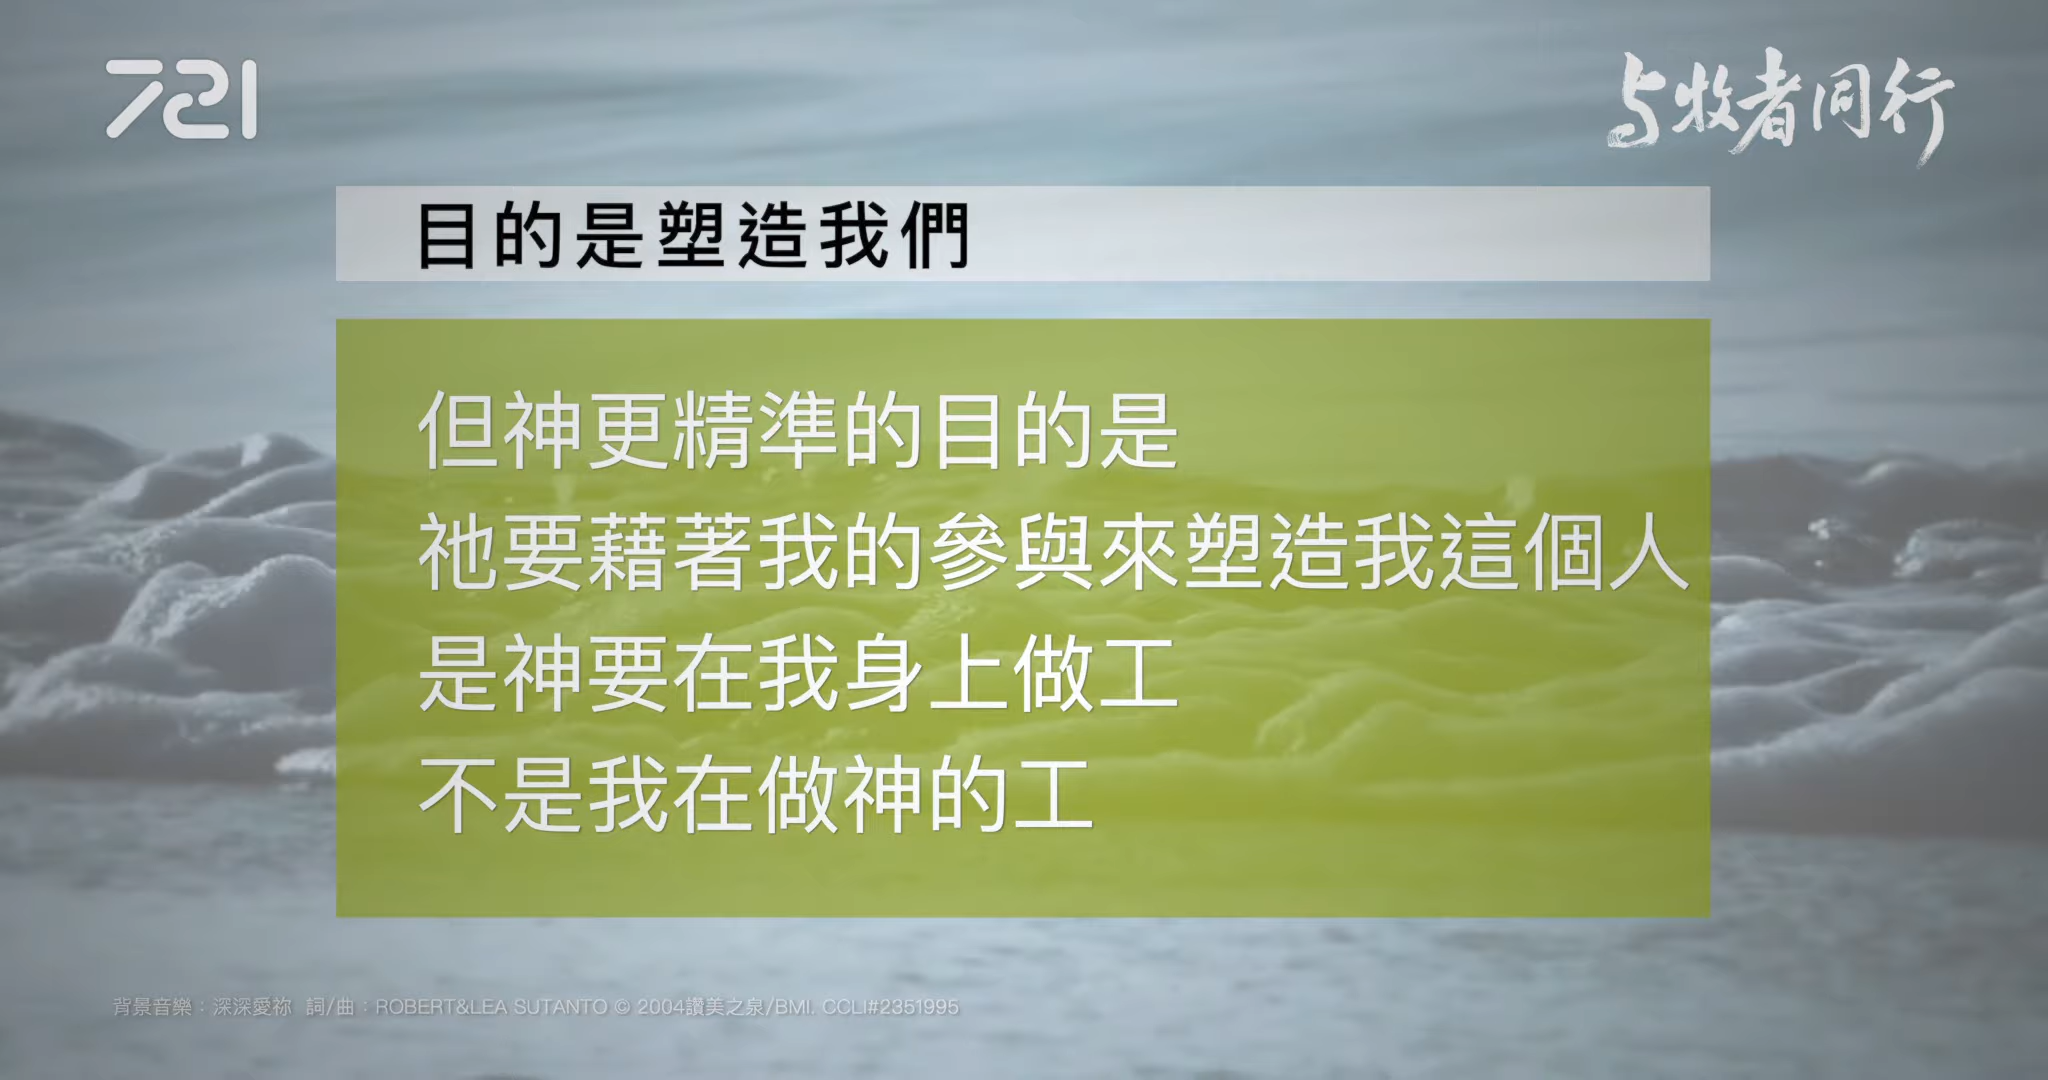 721
与牧者同行
目的是塑造我們
但神更精準的目的是
祂要藉著我的參與來塑造我這個人
是神要在我身上做工
不是我在做神的工
背景音樂：深深愛祢 詞/曲：ROBERT&LEA SUTANTO © 2004讚美之泉/BMI. CCLI#2351995